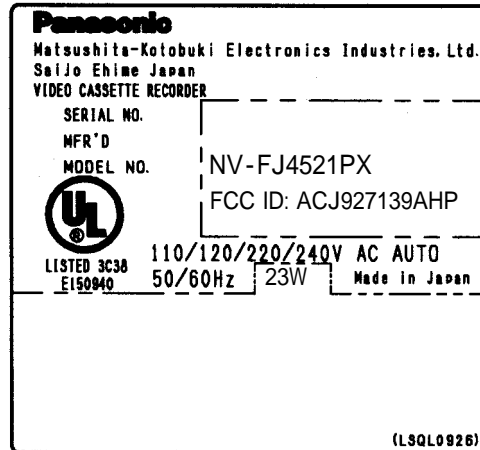 Panasonic
Matsushita-Kotobuki Electronics Industries, Ltd.
Saijo Ehime Japan
VIDEO CASSETTE RECORDER
SERIAL NO.
MFR'D
MODEL NO.
NV-FJ4521PX
FCC ID: ACJ927139AHP
UL
®
LISTED 3C38
E150940
110/120/220/240V AC AUTO
50/60Hz 23W Made in Japan
(LSQL0926)